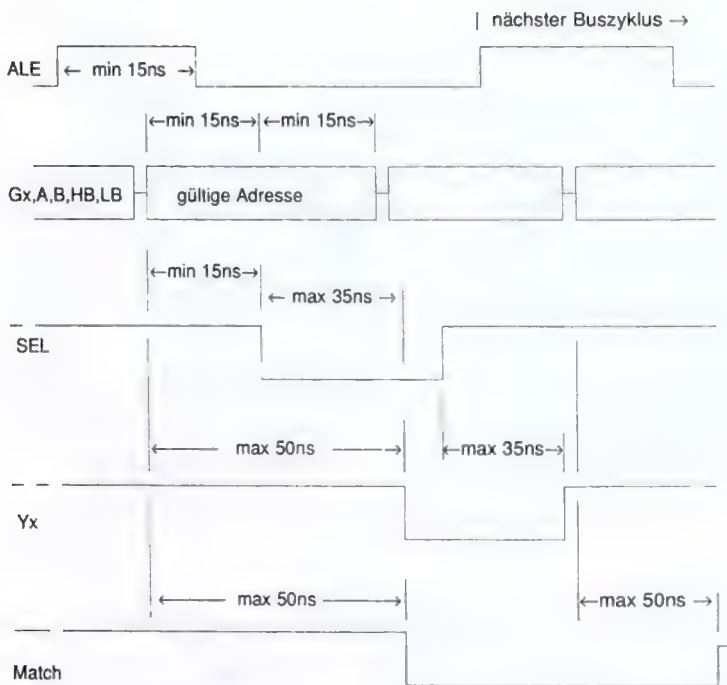 | nächster Buszyklus →
ALE ← min 15ns →
←min 15ns→ ←min 15ns→
Gx,A,B,HB,LB gültige Adresse
←min 15ns→
← max 35ns →
SEL
← max 50ns → ←max 35ns→
Yx
← max 50ns → ←max 50ns→
Match